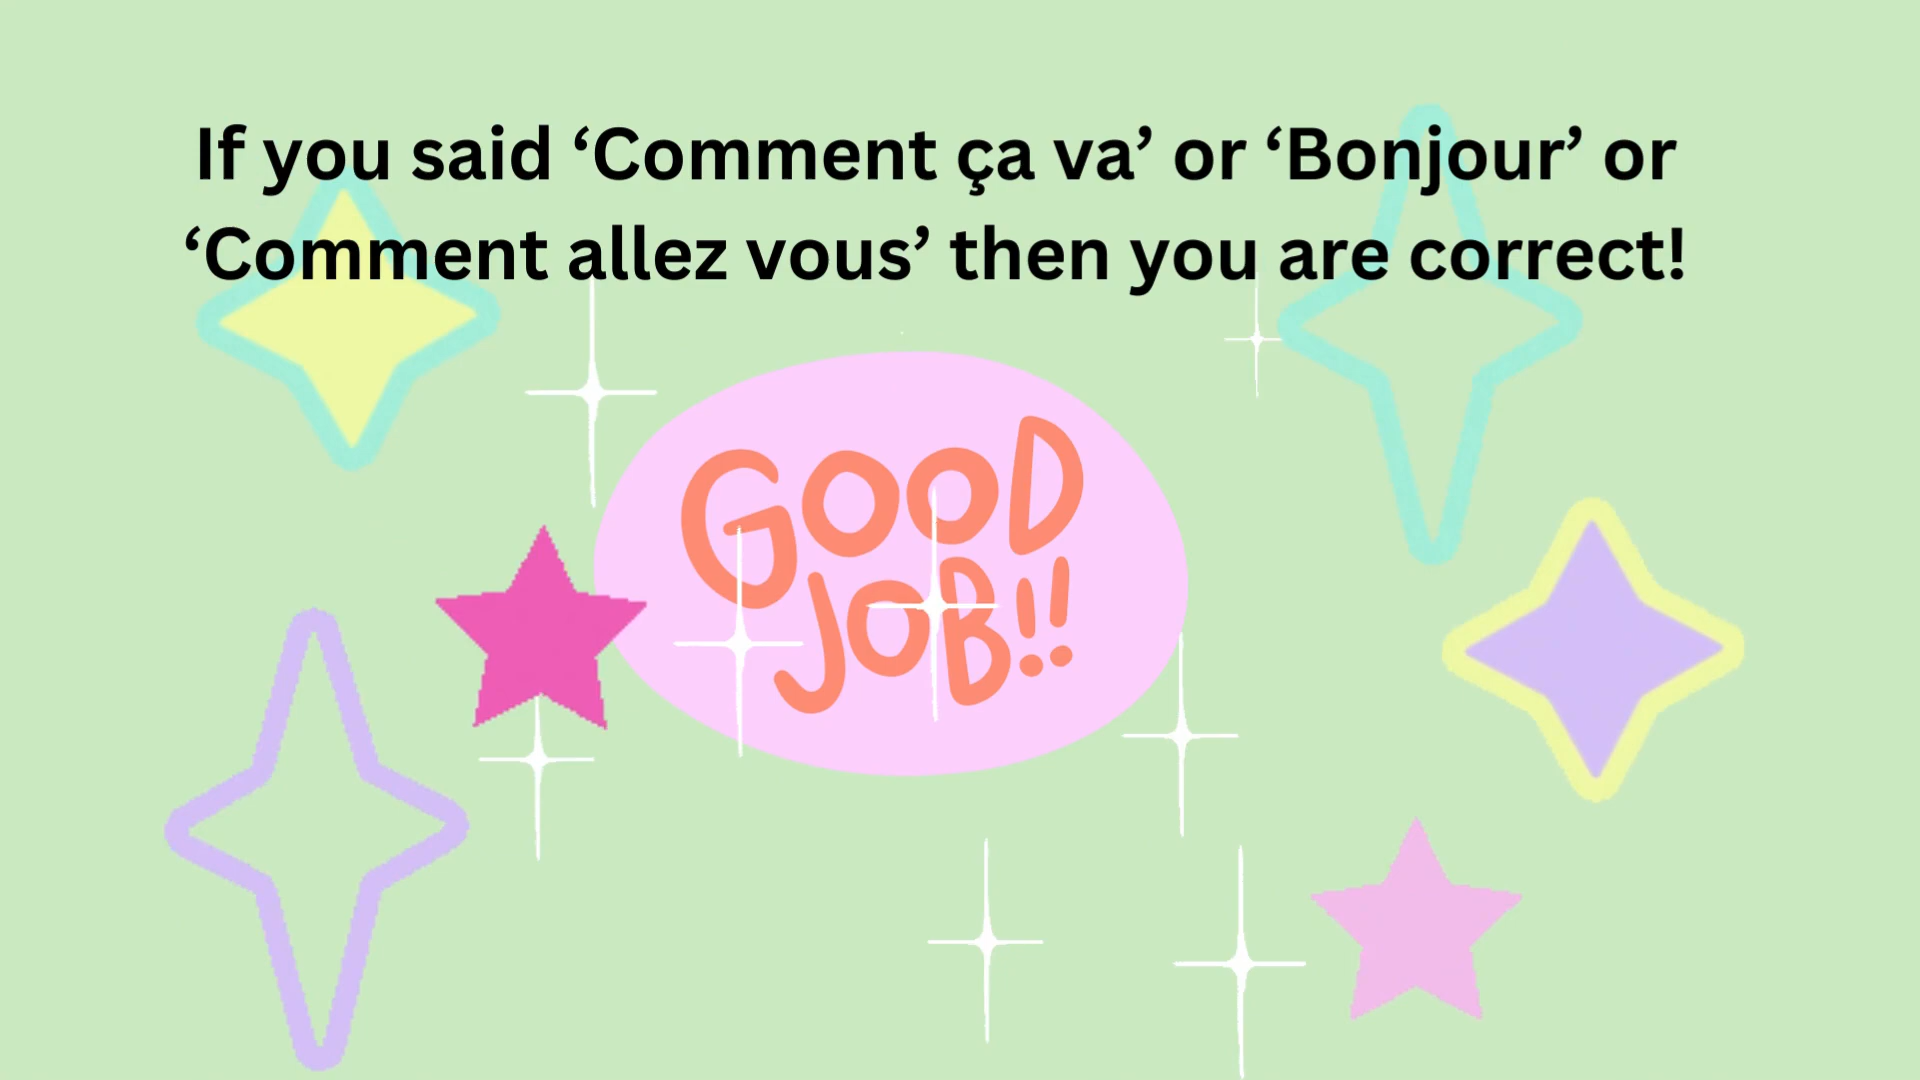 If you said ‘Comment ça va’ or ‘Bonjour’ or
‘Comment allez vous’ then you are correct!
GOOD
JOB!!